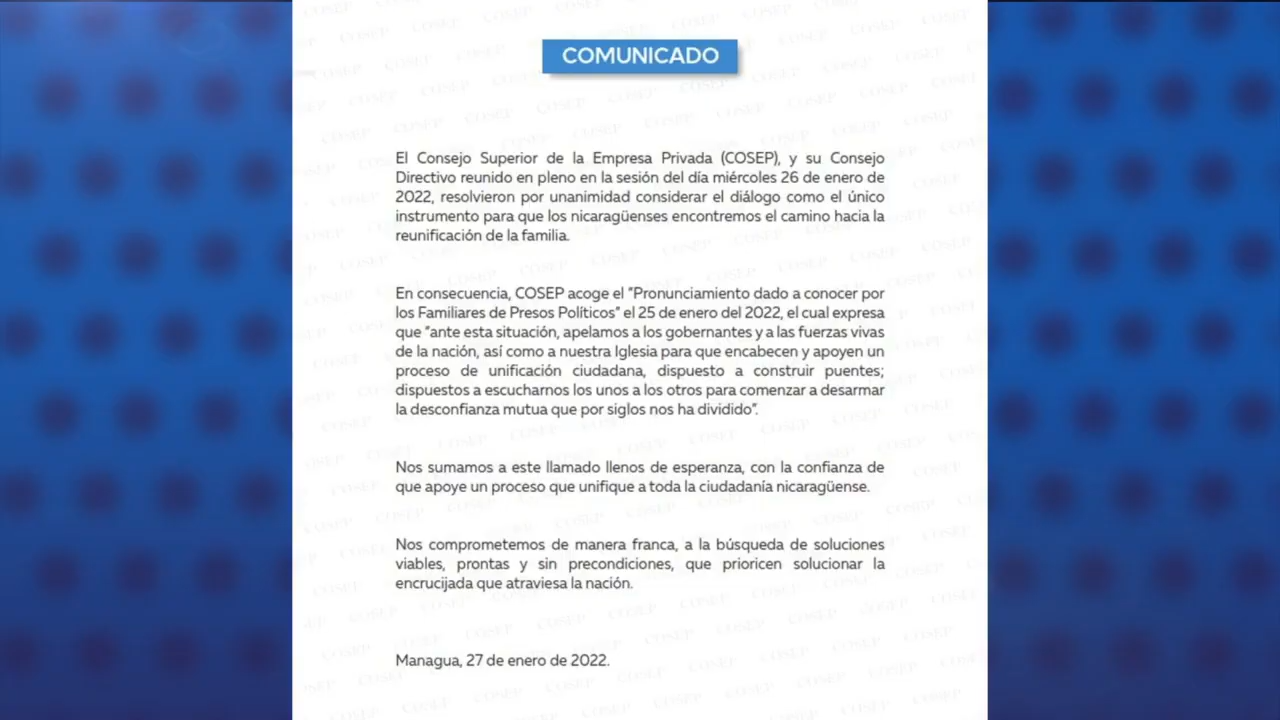 COMUNICADO
El Consejo Superior de la Empresa Privada (COSEP), y su Consejo
Directivo reunido en pleno en la sesión del día miércoles 26 de enero de
2022, resolvieron por unanimidad considerar el diálogo como el único
instrumento para que los nicaragüenses encontremos el camino hacia la
reunificación de la familia.
En consecuencia, COSEP acoge el "Pronunciamiento dado a conocer por
los Familiares de Presos Políticos" el 25 de enero del 2022, el cual expresa
que "ante esta situación, apelamos a los gobernantes y a las fuerzas vivas
de la nación, así como a nuestra Iglesia para que encabecen y apoyen un
proceso de unificación ciudadana, dispuesto a construir puentes;
dispuestos a escucharnos los unos a los otros para comenzar a desarmar
la desconfianza mutua que por siglos nos ha dividido".
Nos sumamos a este llamado llenos de esperanza, con la confianza de
que apoye un proceso que unifique a toda la ciudadanía nicaragüense.
Nos comprometemos de manera franca, a la búsqueda de soluciones
viables, prontas y sin precondiciones, que prioricen solucionar la
encrucijada que atraviesa la nación.
Managua, 27 de enero de 2022.